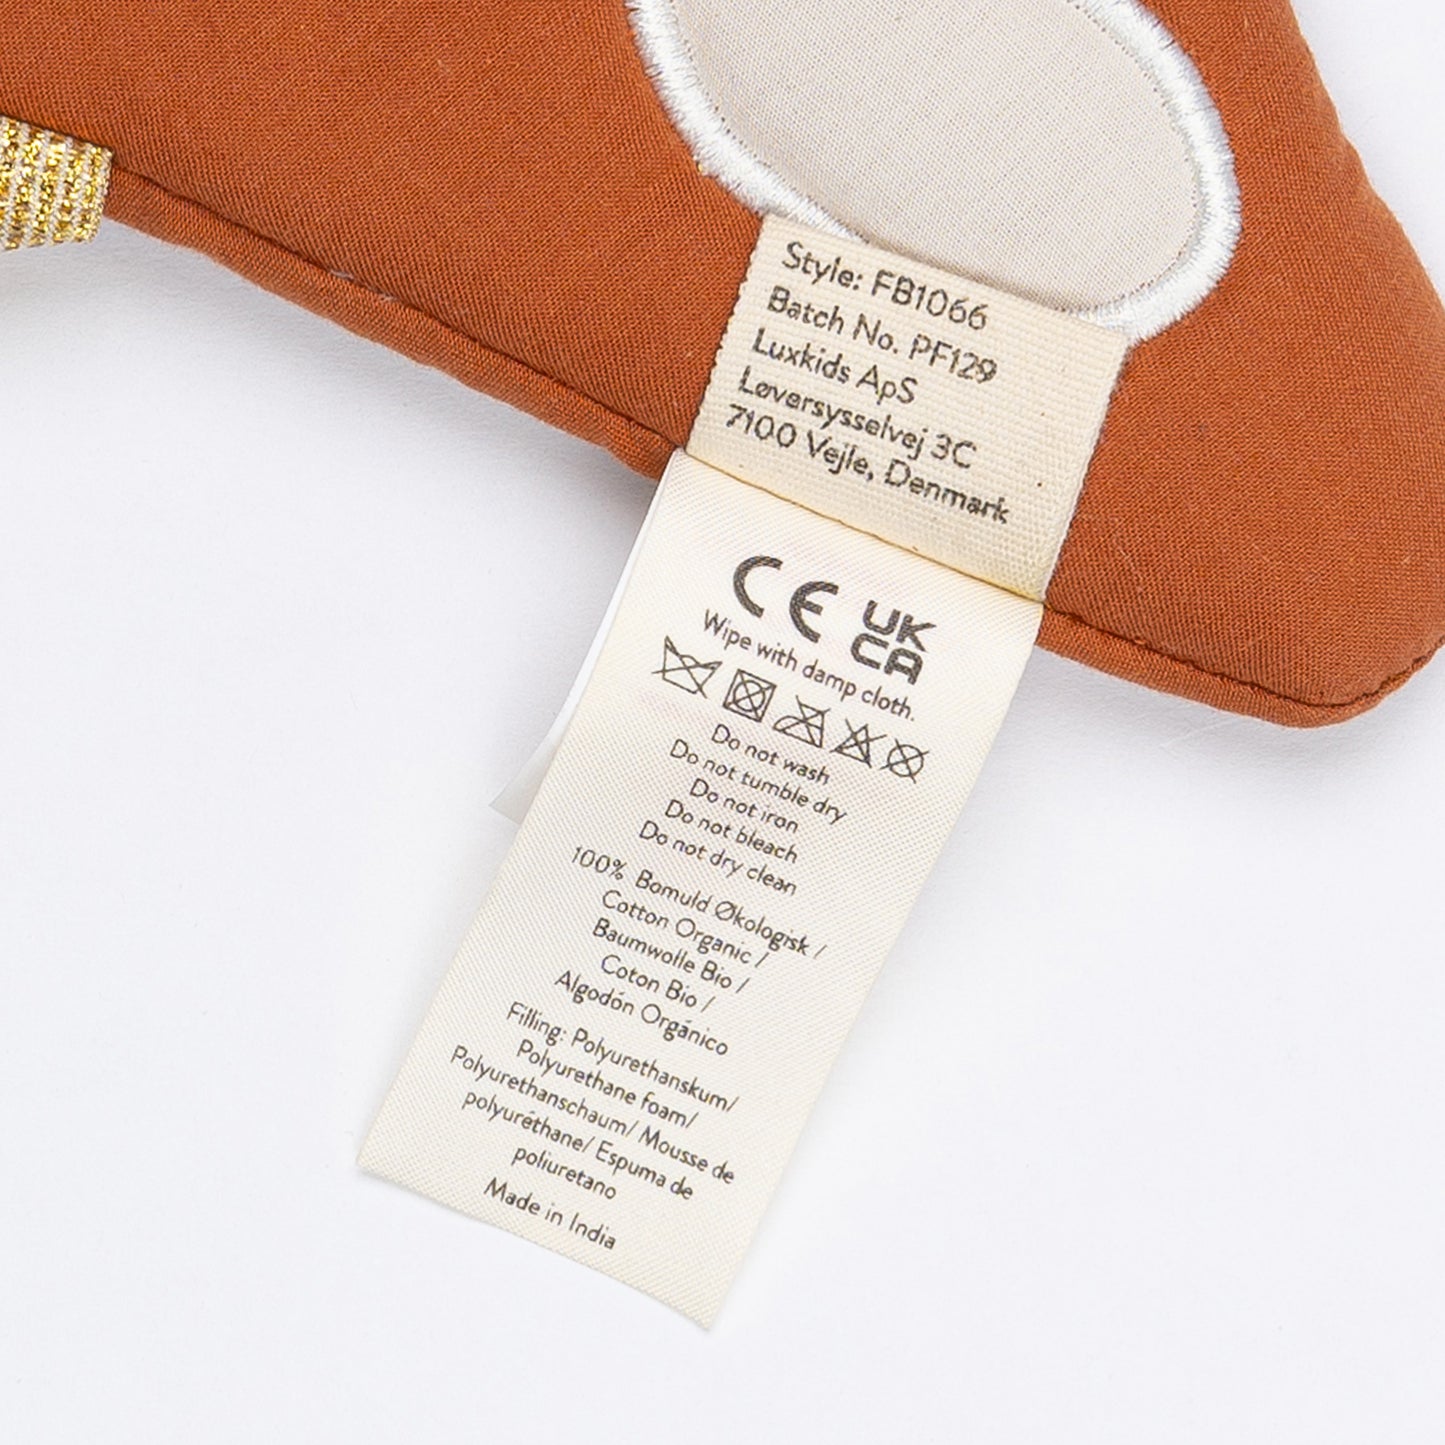 Style: FB1066
Batch No. PF129
Luxkids ApS
Løversysselvej 3C
7100 Vejle, Denmark
CE UK
CA
Wipe with damp cloth.
Do not wash
Do not tumble dry
Do not iron
Do not bleach
Do not dry clean
100% Bomuld Økologisk /
Cotton Organic /
Baumwolle Bio /
Coton Bio /
Algodón Orgánico
Filling: Polyurethanskum/
Polyurethane foam/
Polyurethanschaum/ Mousse de
polyuréthane/ Espuma de
poliuretano
Made in India